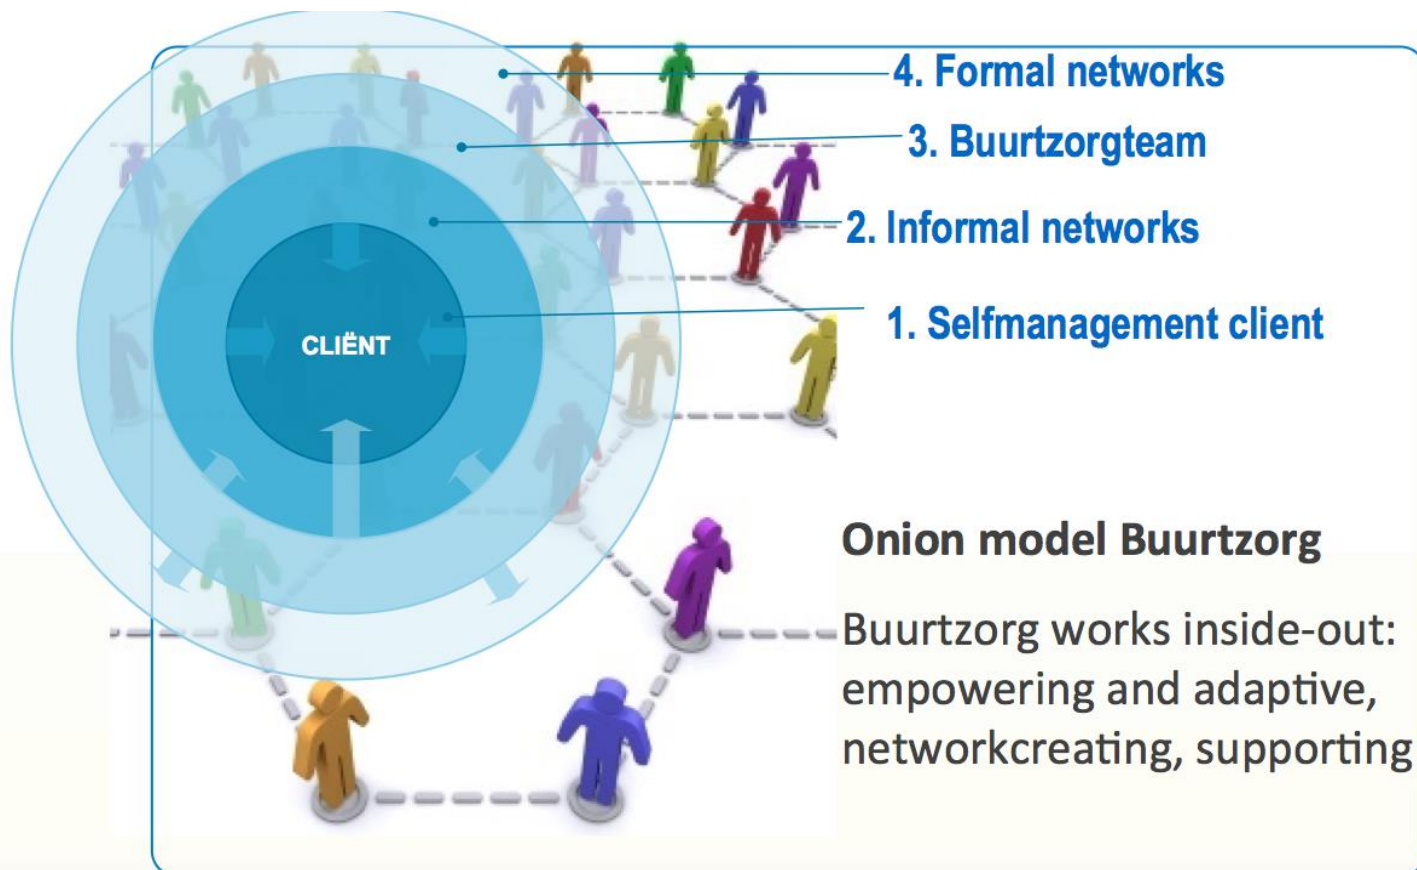 4. Formal networks
3. Buurtzorgteam
2. Informal networks
1. Selfmanagement client
CLIËNT
Onion model Buurtzorg
Buurtzorg works inside-out:
empowering and adaptive,
networkcreating, supporting